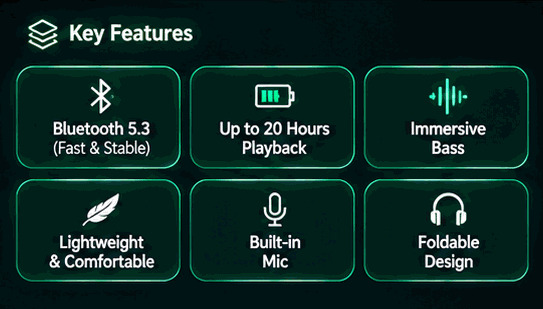 Key Features
Bluetooth 5.3
(Fast & Stable)
Up to 20 Hours
Playback
Immersive
Bass
Lightweight
& Comfortable
Built-in
Mic
Foldable
Design